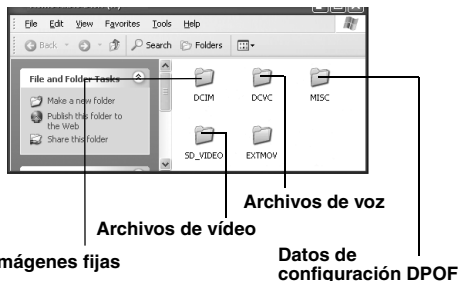 File Edit View Favorites Tools Help
Back Search Folders
File and Folder Tasks
Make a new folder
Publish this folder to
the Web
Share this folder
DCIM DCVC MISC
SD_VIDEO EXTMOV
Archivos de voz
Archivos de vídeo
mágenes fijas
Datos de
configuración DPOF